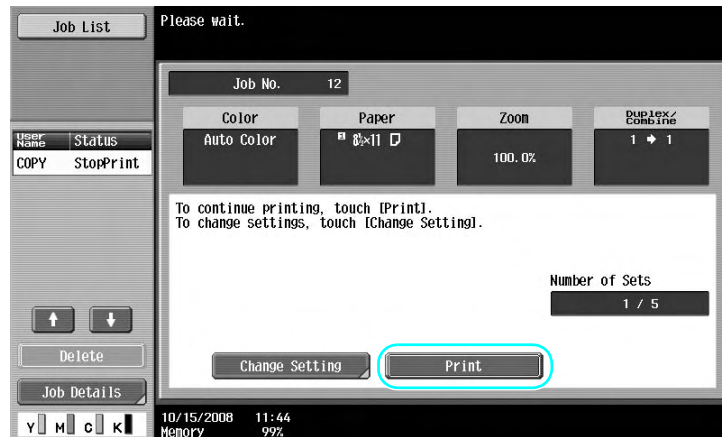 Job List
Please wait.
Job No. 12
Color
Paper
Zoom
Duplex/
Combine
Auto Color
8½×11
100.0%
1 → 1
User
Name
Status
COPY StopPrint
To continue printing, touch [Print].
To change settings, touch [Change Setting].
Number of Sets
1 / 5
Delete
Change Setting
Print
Job Details
Y M C K
10/15/2008 11:44
Memory 99%